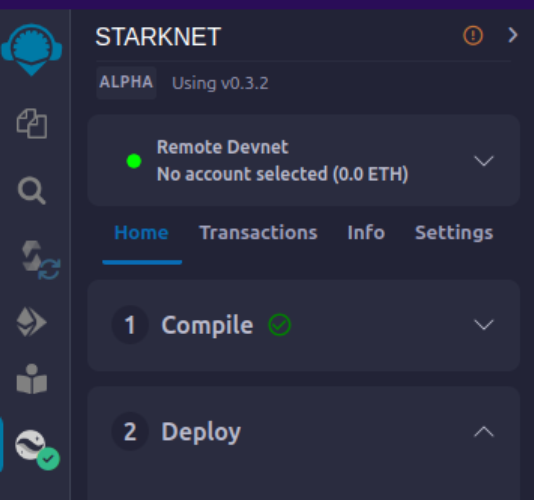 STARKNET
ALPHA Using v0.3.2
Remote Devnet
No account selected (0.0 ETH)
Home Transactions Info Settings
1 Compile
2 Deploy